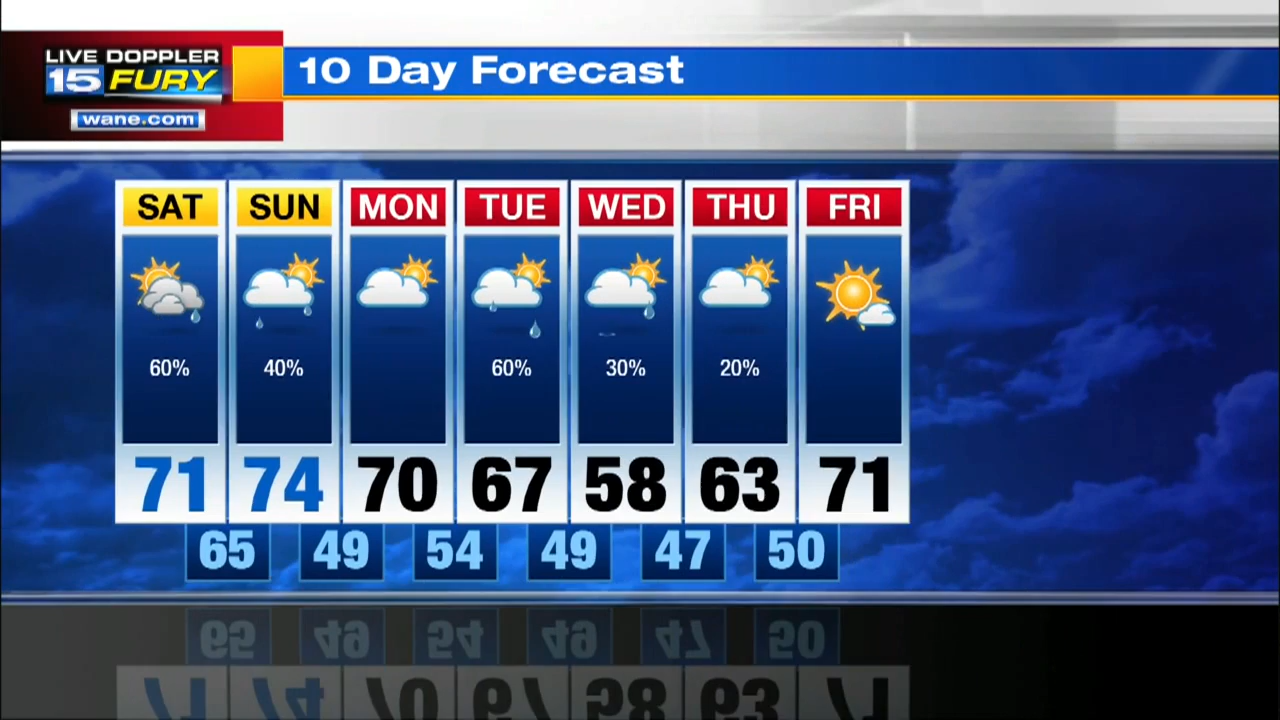 LIVE DOPPLER
15 FURY
wane.com
10 Day Forecast
SAT SUN MON TUE WED THU FRI
60% 40% 60% 30% 20%
71 74 70 67 58 63 71
65 49 54 49 47 50